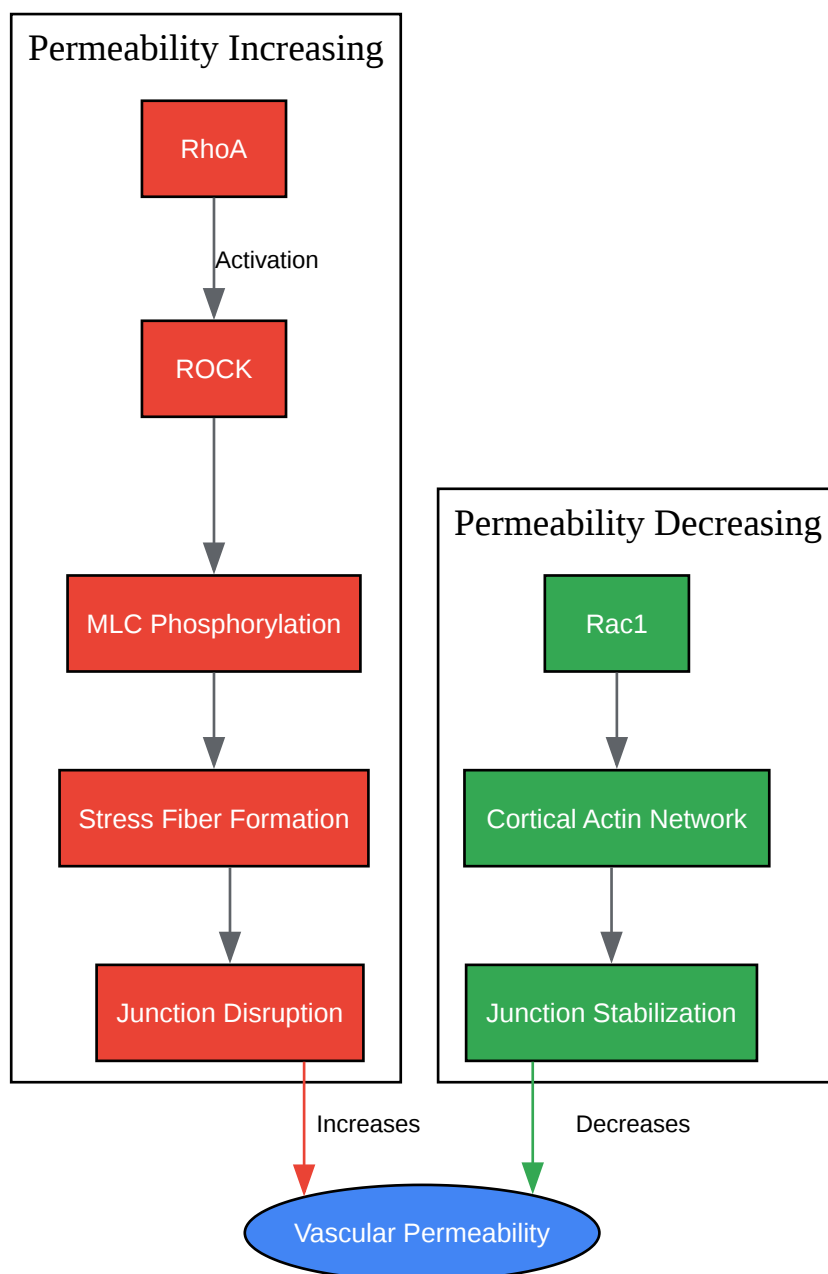 Permeability Increasing
RhoA
Activation
ROCK
MLC Phosphorylation
Stress Fiber Formation
Junction Disruption
Increases
Permeability Decreasing
Rac1
Cortical Actin Network
Junction Stabilization
Decreases
Vascular Permeability